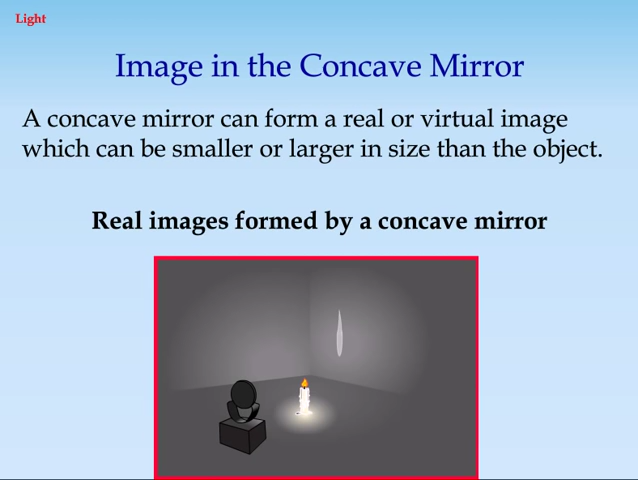 Light
Image in the Concave Mirror
A concave mirror can form a real or virtual image
which can be smaller or larger in size than the object.
Real images formed by a concave mirror